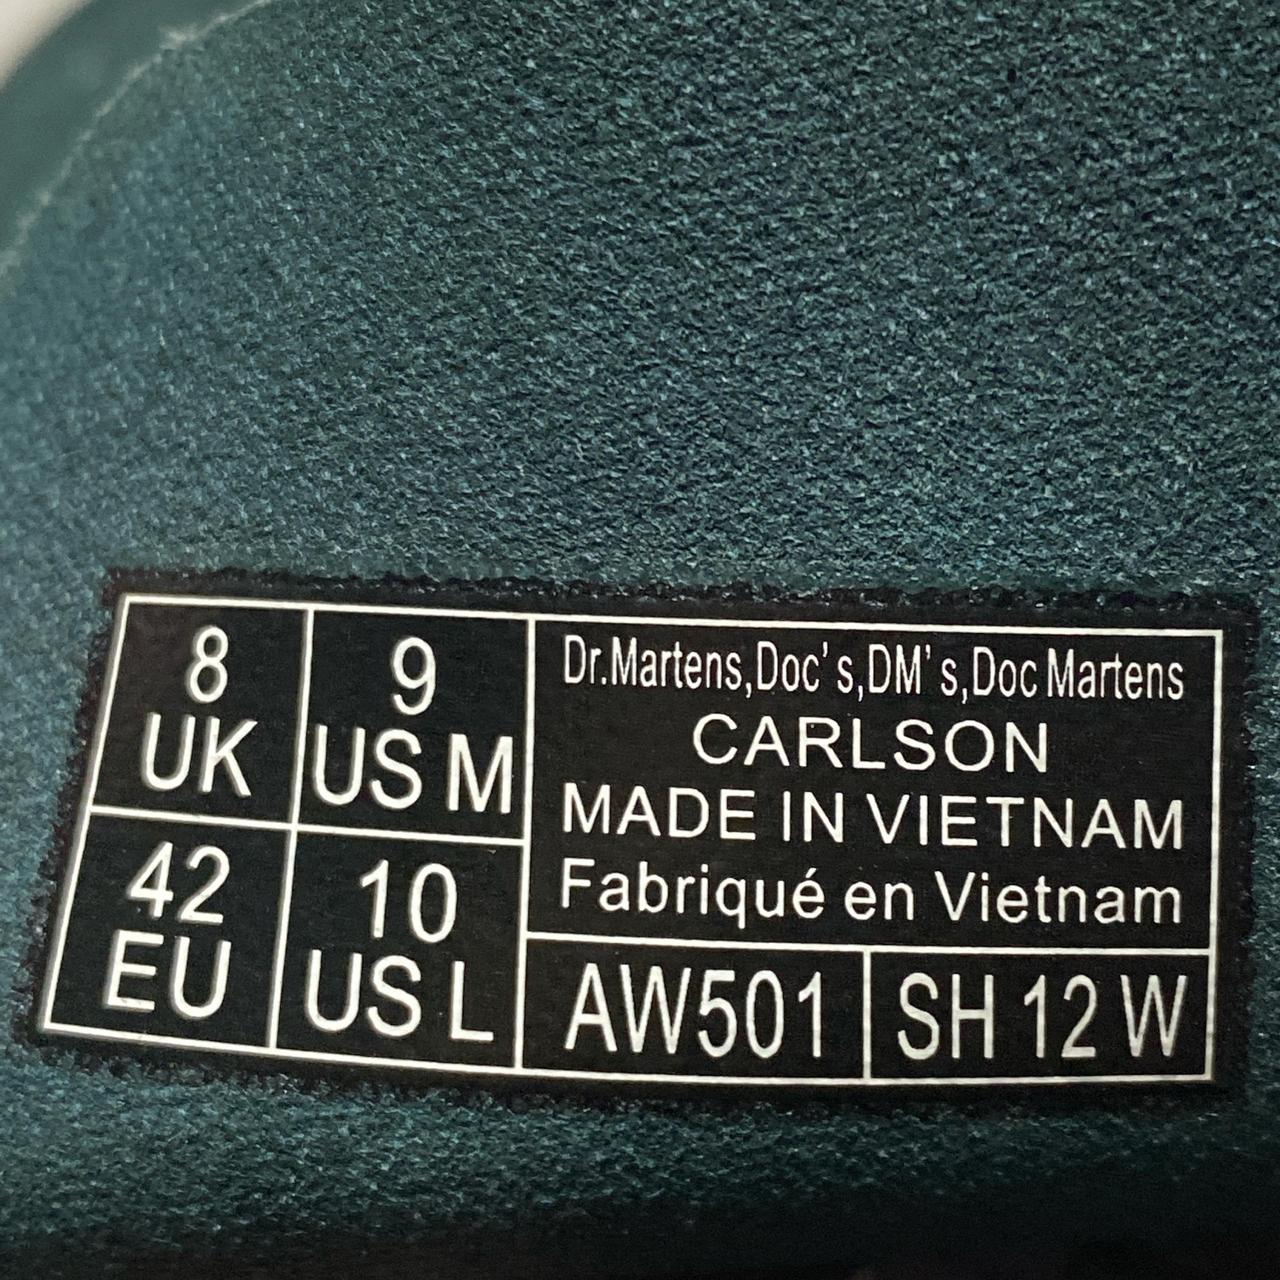 8
UK
9
US M
42
EU
10
US L
Dr.Martens,Doc's,DM's,Doc Martens
CARLSON
MADE IN VIETNAM
Fabriqué en Vietnam
AW501
SH 12 W